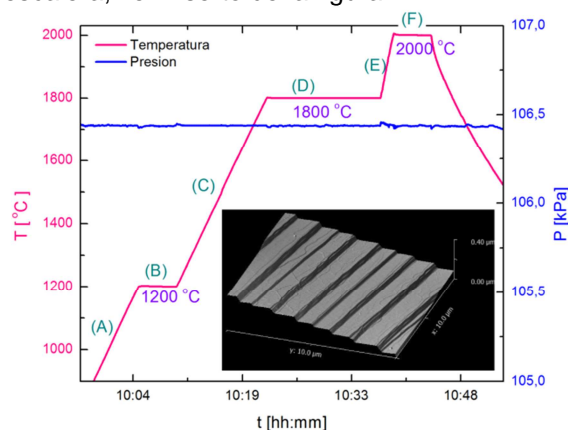 (F)
2000
Temperatura
Presion
2000 °C
(E)
(D)
1800
1800 °C
1600
(C)
1400
(B)
1200
1200 °C
(A)
1000
T [ °C ]
107,0
106,5
106,0
105,5
105,0
P [kPa]
0.40 µm
0.00 µm
x: 10.0 µm
y: 10.0 µm
10:04 10:19 10:33 10:48
t [hh:mm]